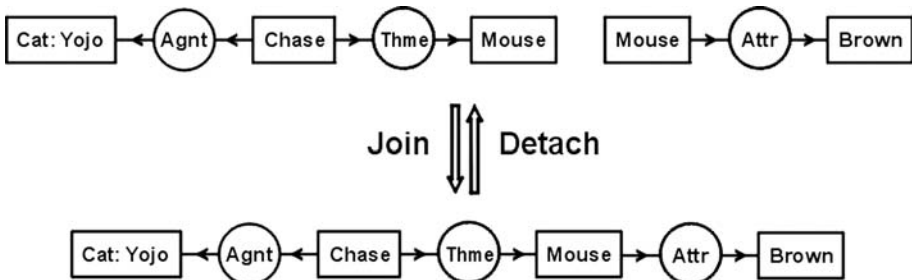 Cat: Yojo Agnt Chase Thme Mouse Mouse Attr Brown
Join Detach
Cat: Yojo Agnt Chase Thme Mouse Attr Brown